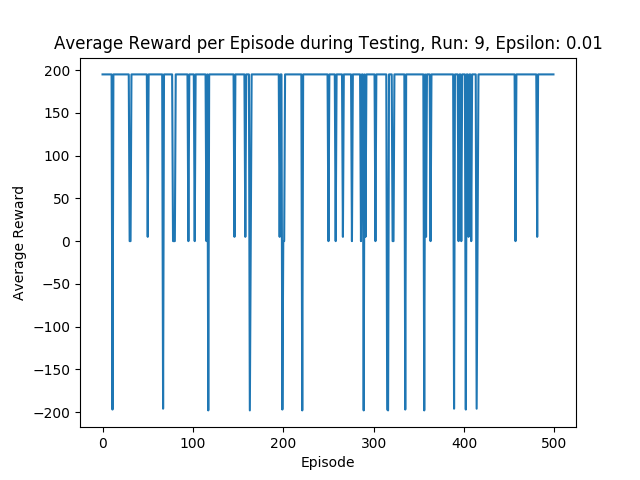 Average Reward per Episode during Testing, Run: 9, Epsilon: 0.01
200
150
100
50
0
−50
−100
−150
−200
Average Reward
0 100 200 300 400 500
Episode